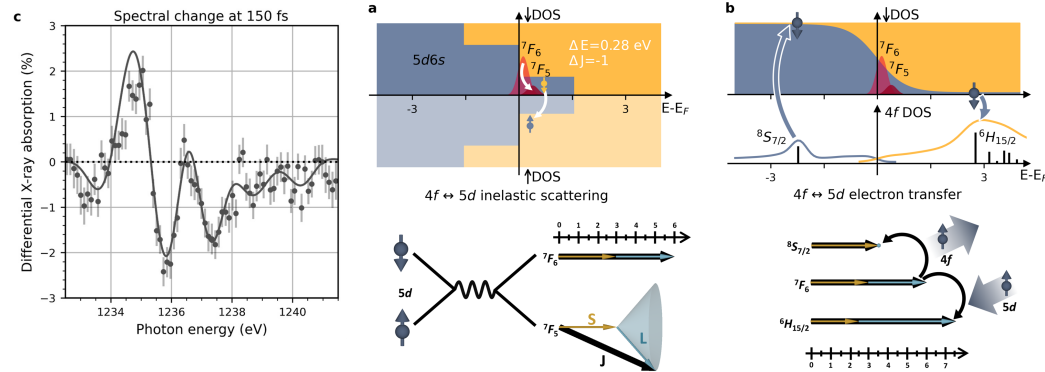 c
Spectral change at 150 fs
Differential X-ray absorption (%)
3
2
1
0
−1
−2
−3
1234
1236
1238
1240
Photon energy (eV)
a
↓DOS
5d6s
⁷F₆
⁷F₅
ΔE=0.28 eV
ΔJ=-1
-3
3
E-E_F
↑DOS
4f ↔ 5d inelastic scattering
0 1 2 3 4 5 6
⁷F₆
5d
⁷F₅
S
L
J
b
↓DOS
⁷F₆
⁷F₅
4f DOS
⁸S₇/₂
⁶H₁₅/₂
-3
3
E-E_F
4f ↔ 5d electron transfer
⁸S₇/₂
4f
⁷F₆
5d
⁶H₁₅/₂
0 1 2 3 4 5 6 7